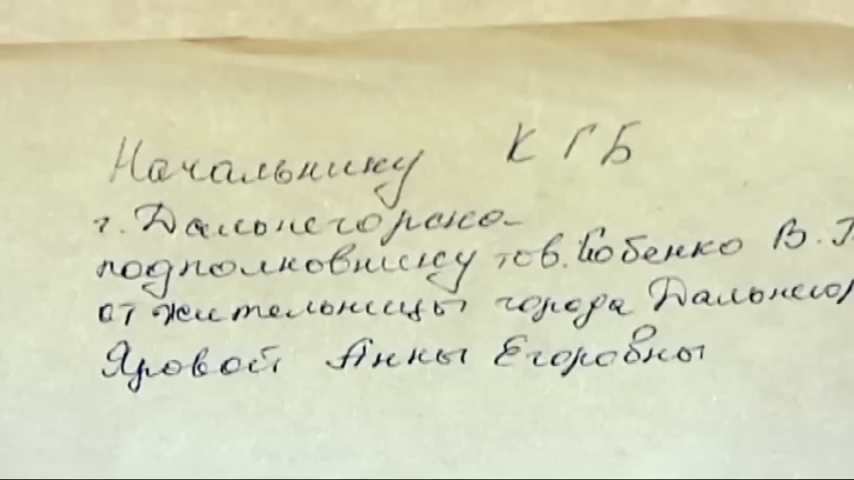 Начальнику КГБ
г. Дальнегорска
подполковнику тов. Бобенко В. Г
от жительницы города Дальнегор
Яровой Анны Егоровны